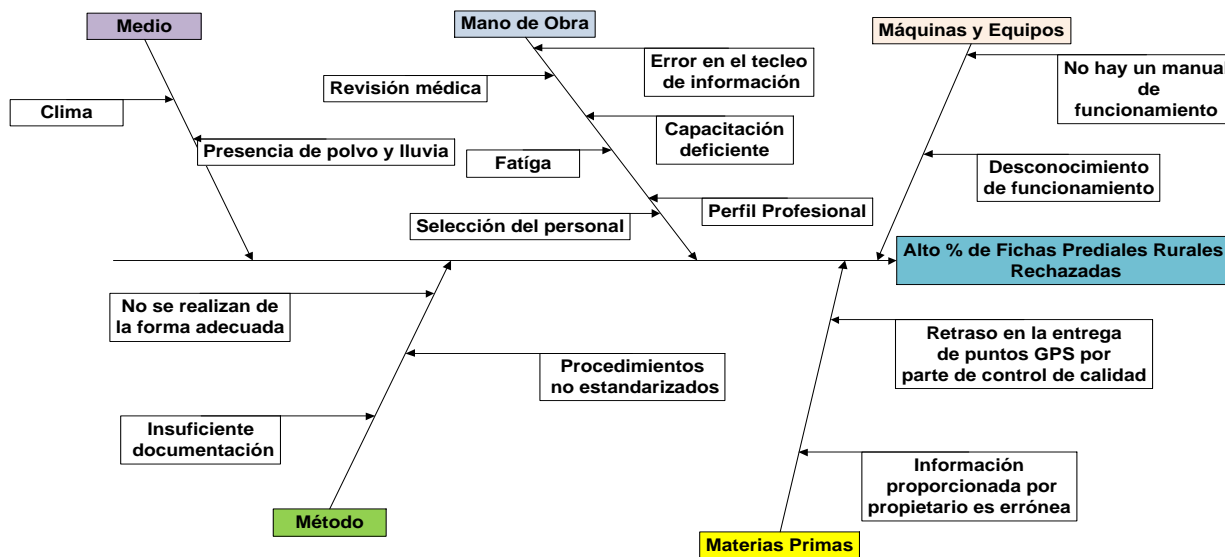 Medio
Mano de Obra
Máquinas y Equipos
Error en el tecleo
de información
No hay un manual
de
funcionamiento
Revisión médica
Clima
Capacitación
deficiente
Presencia de polvo y lluvia
Fatíga
Desconocimiento
de funcionamiento
Perfil Profesional
Selección del personal
Alto % de Fichas Prediales Rurales
Rechazadas
No se realizan de
la forma adecuada
Retraso en la entrega
de puntos GPS por
parte de control de calidad
Procedimientos
no estandarizados
Insuficiente
documentación
Información
proporcionada por
propietario es errónea
Método
Materias Primas